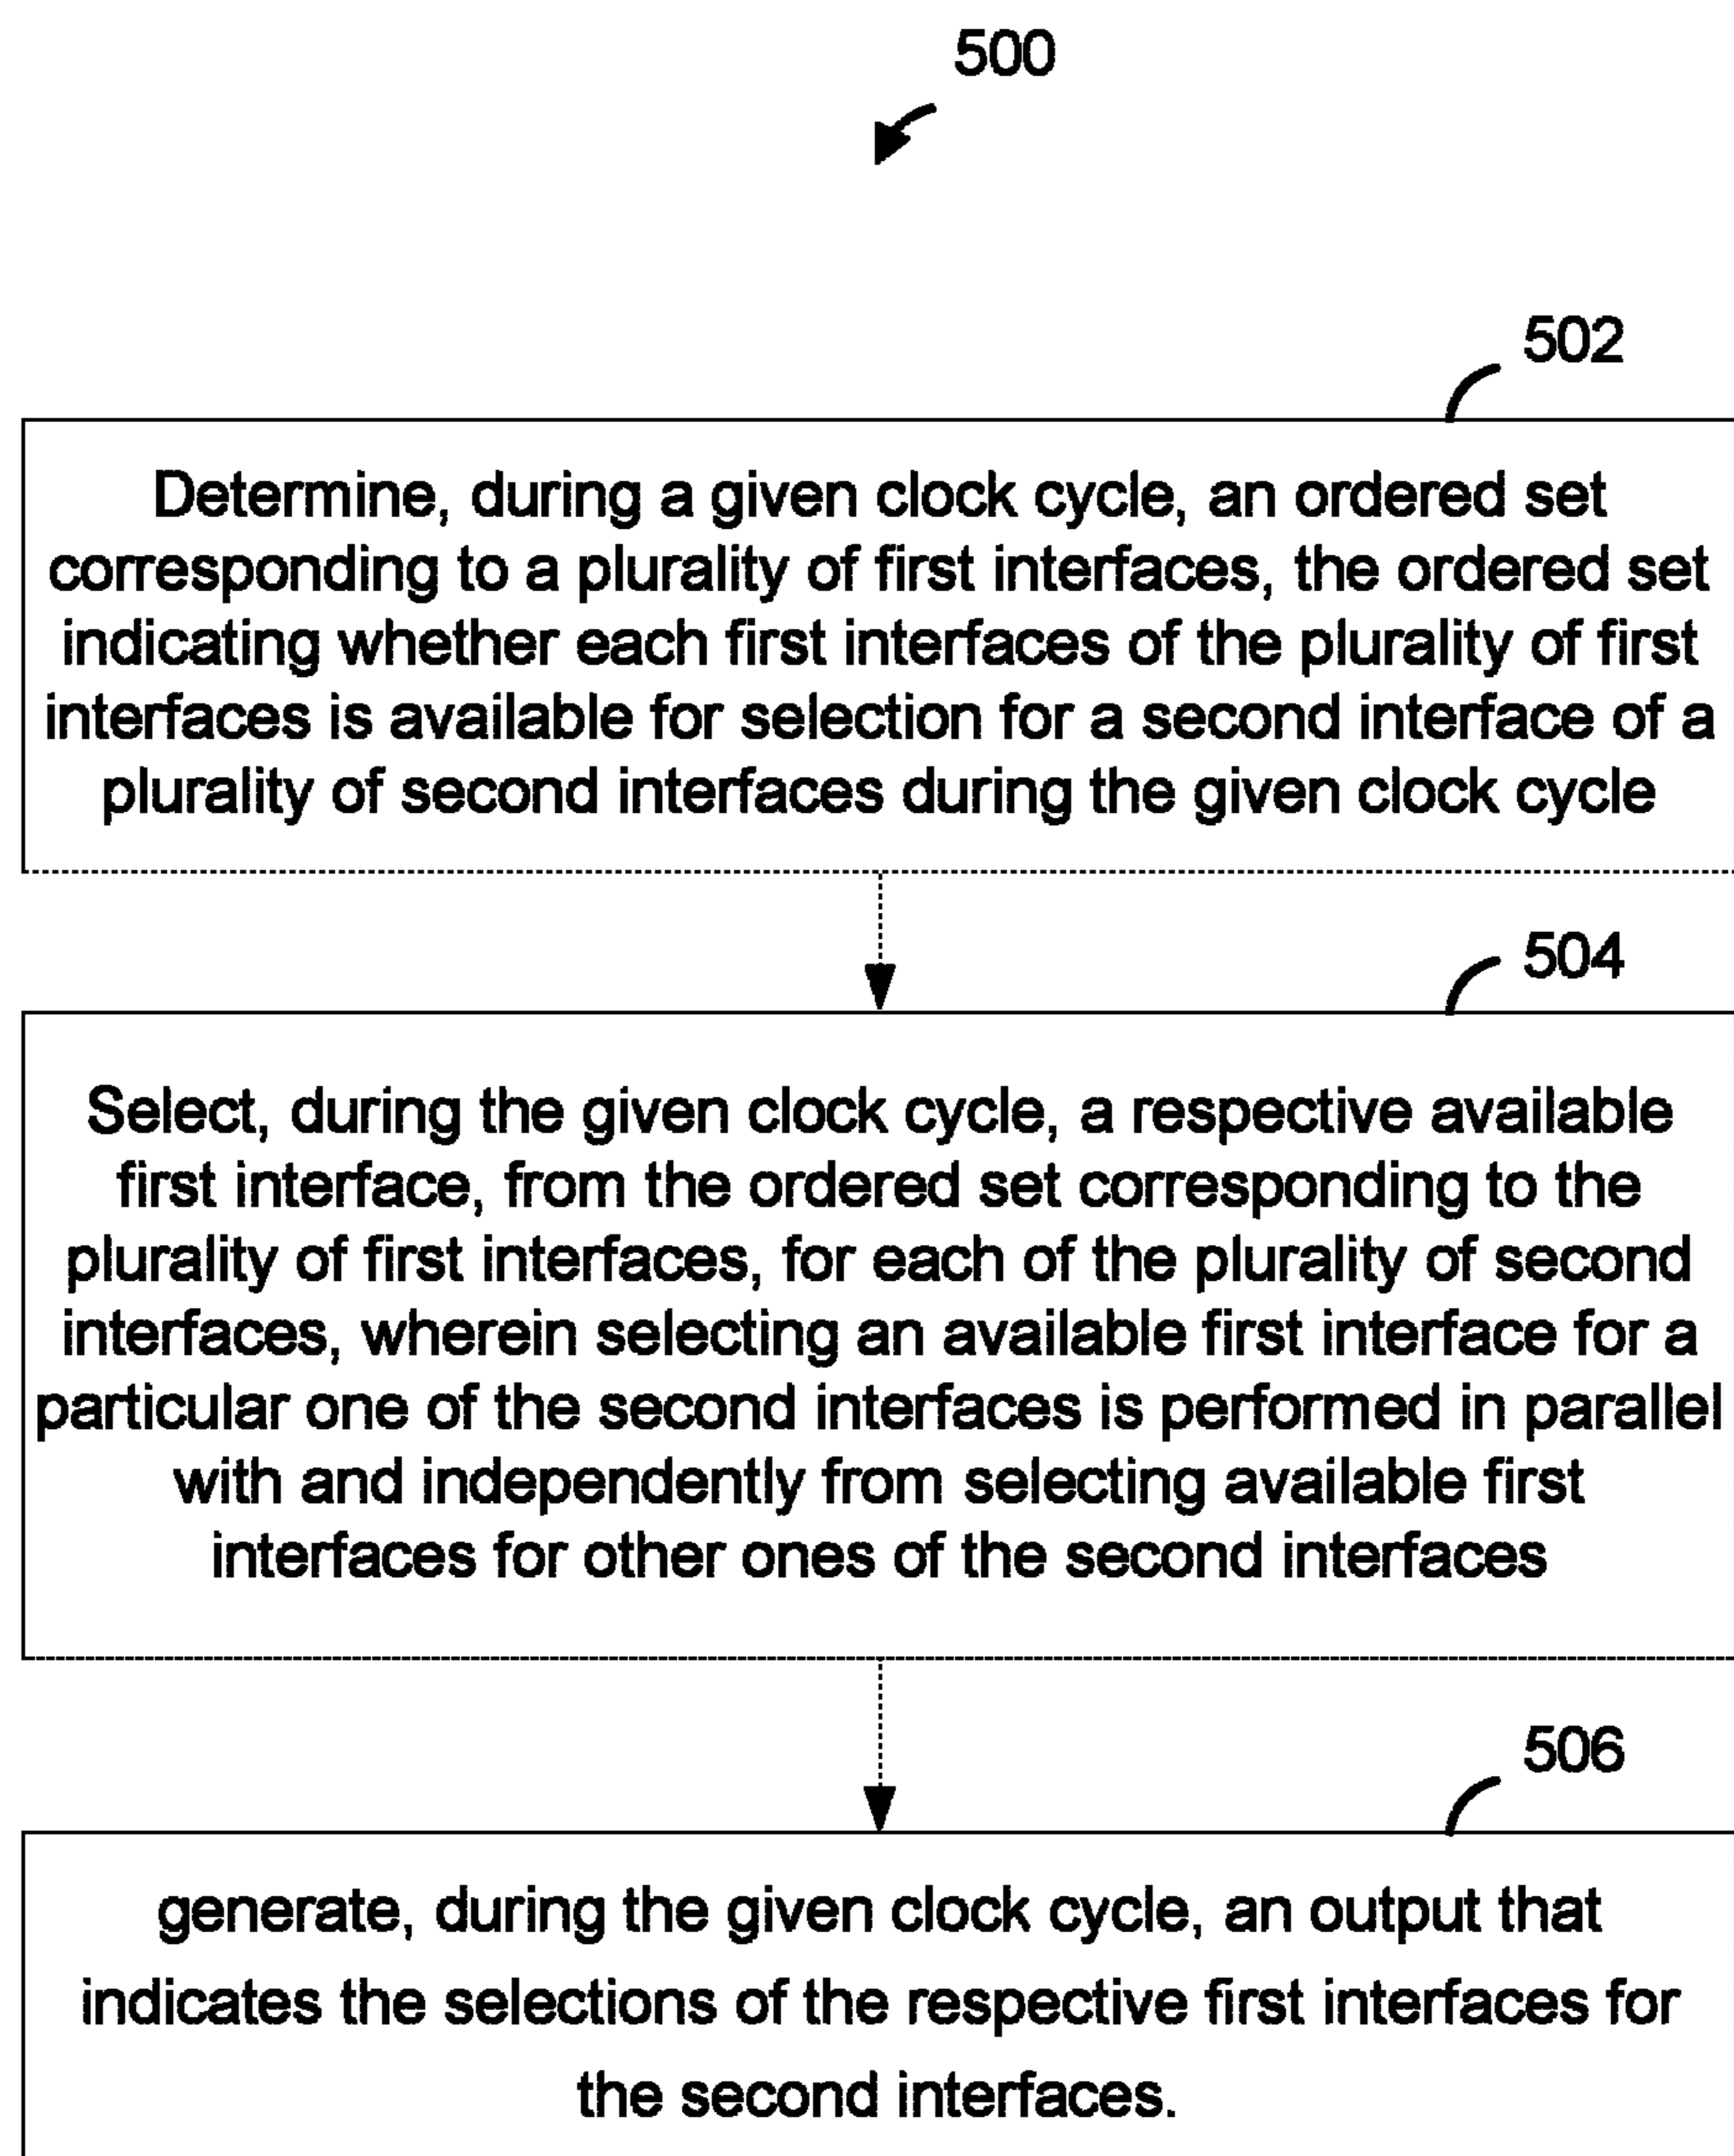 500
502
Determine, during a given clock cycle, an ordered set
corresponding to a plurality of first interfaces, the ordered set
indicating whether each first interfaces of the plurality of first
interfaces is available for selection for a second interface of a
plurality of second interfaces during the given clock cycle
504
Select, during the given clock cycle, a respective available
first interface, from the ordered set corresponding to the
plurality of first interfaces, for each of the plurality of second
interfaces, wherein selecting an available first interface for a
particular one of the second interfaces is performed in parallel
with and independently from selecting available first
interfaces for other ones of the second interfaces
506
generate, during the given clock cycle, an output that
indicates the selections of the respective first interfaces for
the second interfaces.